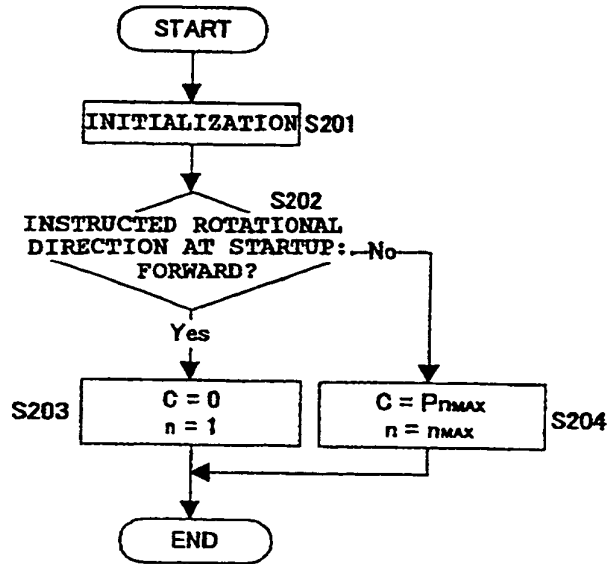 START
INITIALIZATION S201
S202
INSTRUCTED ROTATIONAL
DIRECTION AT STARTUP:
FORWARD?
No
Yes
S203
C = 0
n = 1
C = PnMAX
n = nMAX
S204
END